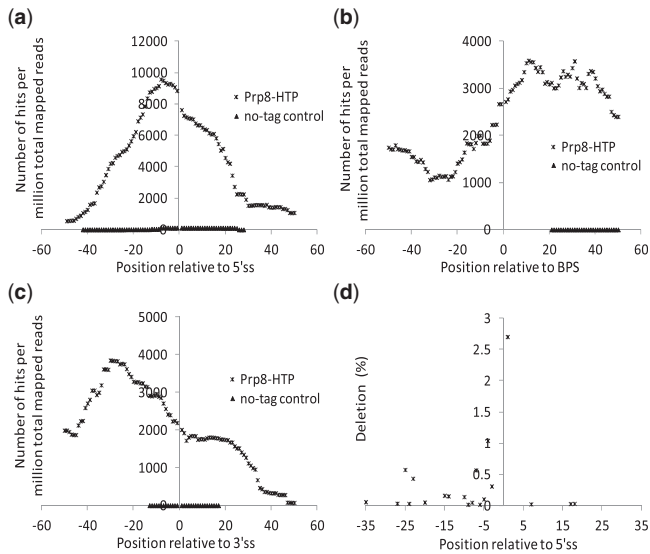 (a)
Number of hits per
million total mapped reads
12000
10000
8000
6000
4000
2000
0
-60 -40 -20 0 20 40 60
Position relative to 5'ss
Prp8-HTP
no-tag control
(b)
Number of hits per
million total mapped reads
4000
3000
2000
1000
0
-60 -40 -20 0 20 40 60
Position relative to BPS
Prp8-HTP
no-tag control
(c)
Number of hits per
million total mapped reads
5000
4000
3000
2000
1000
0
-60 -40 -20 0 20 40 60
Position relative to 3'ss
Prp8-HTP
no-tag control
(d)
Deletion (%)
3
2.5
2
1.5
1
0.5
0
-35 -25 -15 -5 5 15 25 35
Position relative to 5'ss